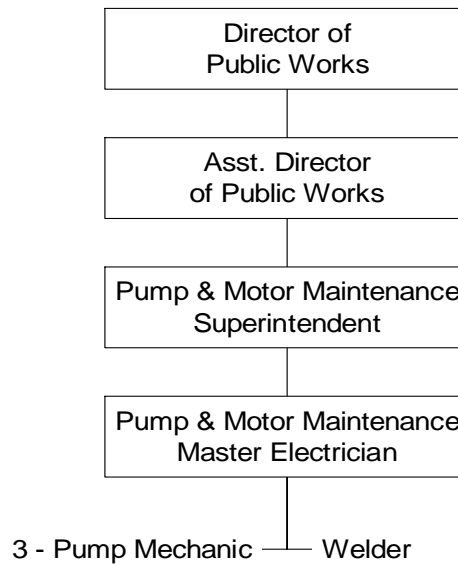 Director of
Public Works
Asst. Director
of Public Works
Pump & Motor Maintenance
Superintendent
Pump & Motor Maintenance
Master Electrician
3 - Pump Mechanic Welder